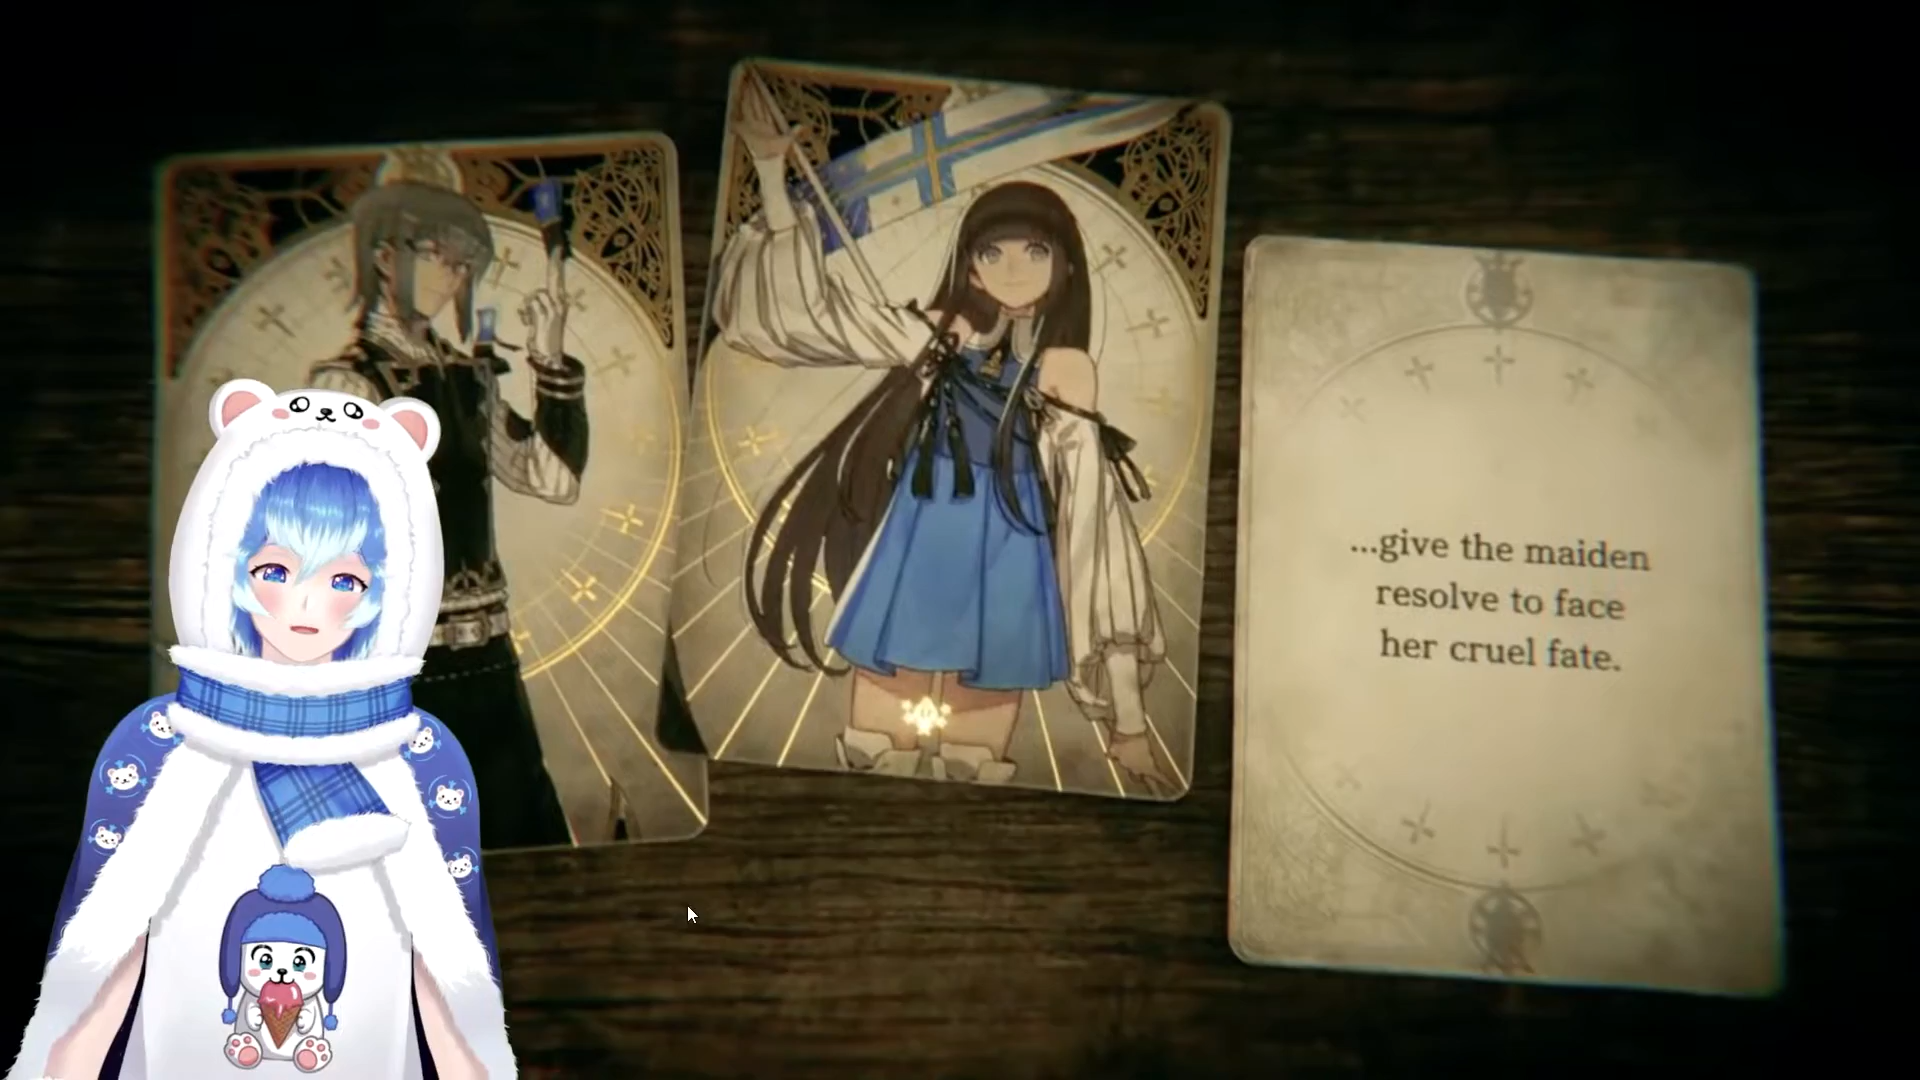 ...give the maiden
resolve to face
her cruel fate.